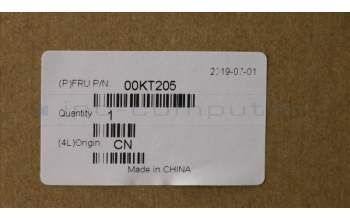 2019-07-01
(P)FRU P/N: 00KT205
Quantity 1
(4L)Origin: CN
Made in CHINA